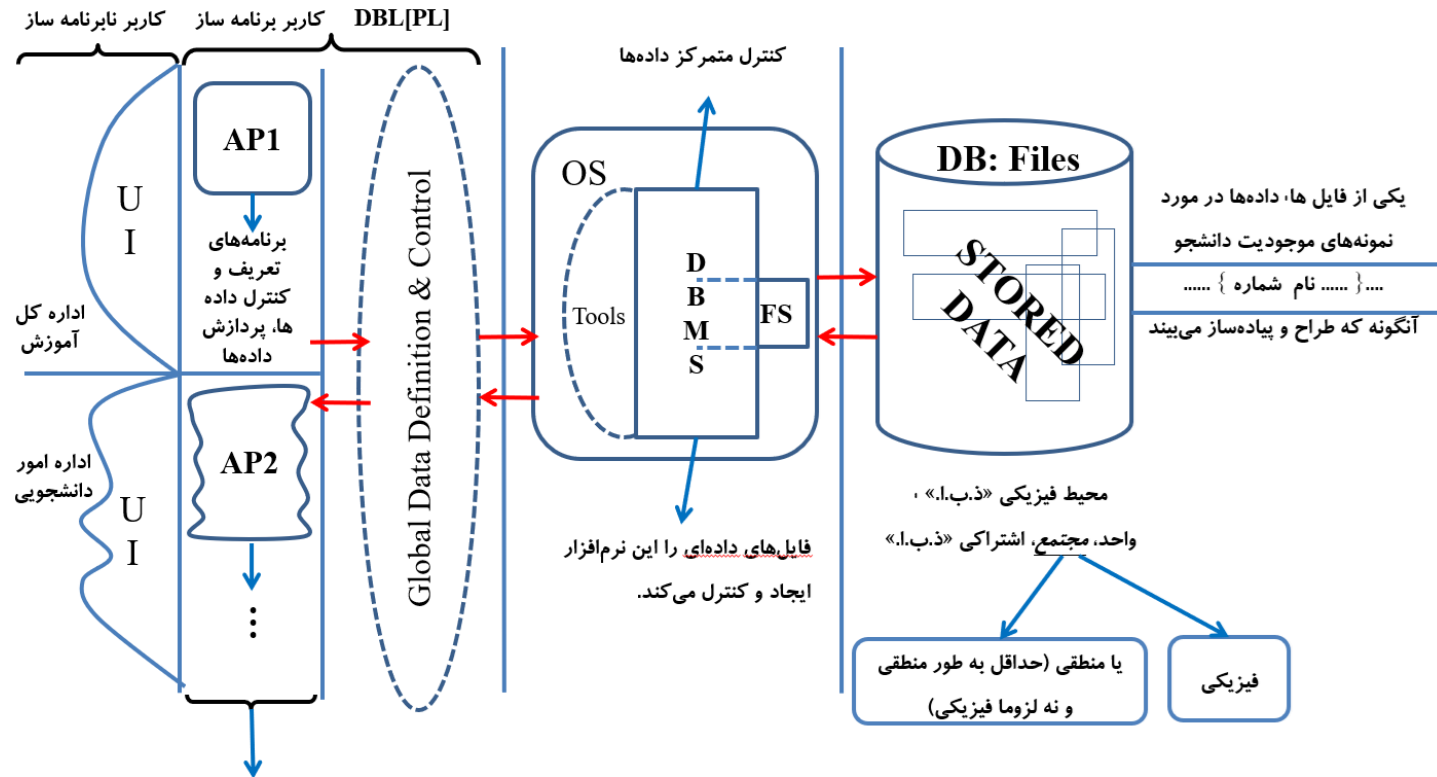 کاربر نابرنامه ساز
کاربر برنامه ساز
DBL[PL]
U
I
اداره کل
آموزش
AP1
برنامه‌های
تعریف و
کنترل داده
ها، پردازش
داده‌ها
اداره امور
دانشجویی
U
I
AP2
...
Global Data Definition & Control
کنترل متمرکز داده‌ها
OS
Tools
D
B
M
S
FS
فایل‌های داده‌ای را این نرم‌افزار
ایجاد و کنترل می‌کند.
DB: Files
STORED
DATA
یکی از فایل ها: داده‌ها در مورد
نمونه‌های موجودیت دانشجو
....{ ...... نام شماره } ......
آنگونه که طراح و پیاده‌ساز می‌بیند
محیط فیزیکی «ذ.ب.ا.» :
واحد، مجتمع، اشتراکی «ذ.ب.ا.»
یا منطقی (حداقل به طور منطقی
و نه لزوما فیزیکی)
فیزیکی